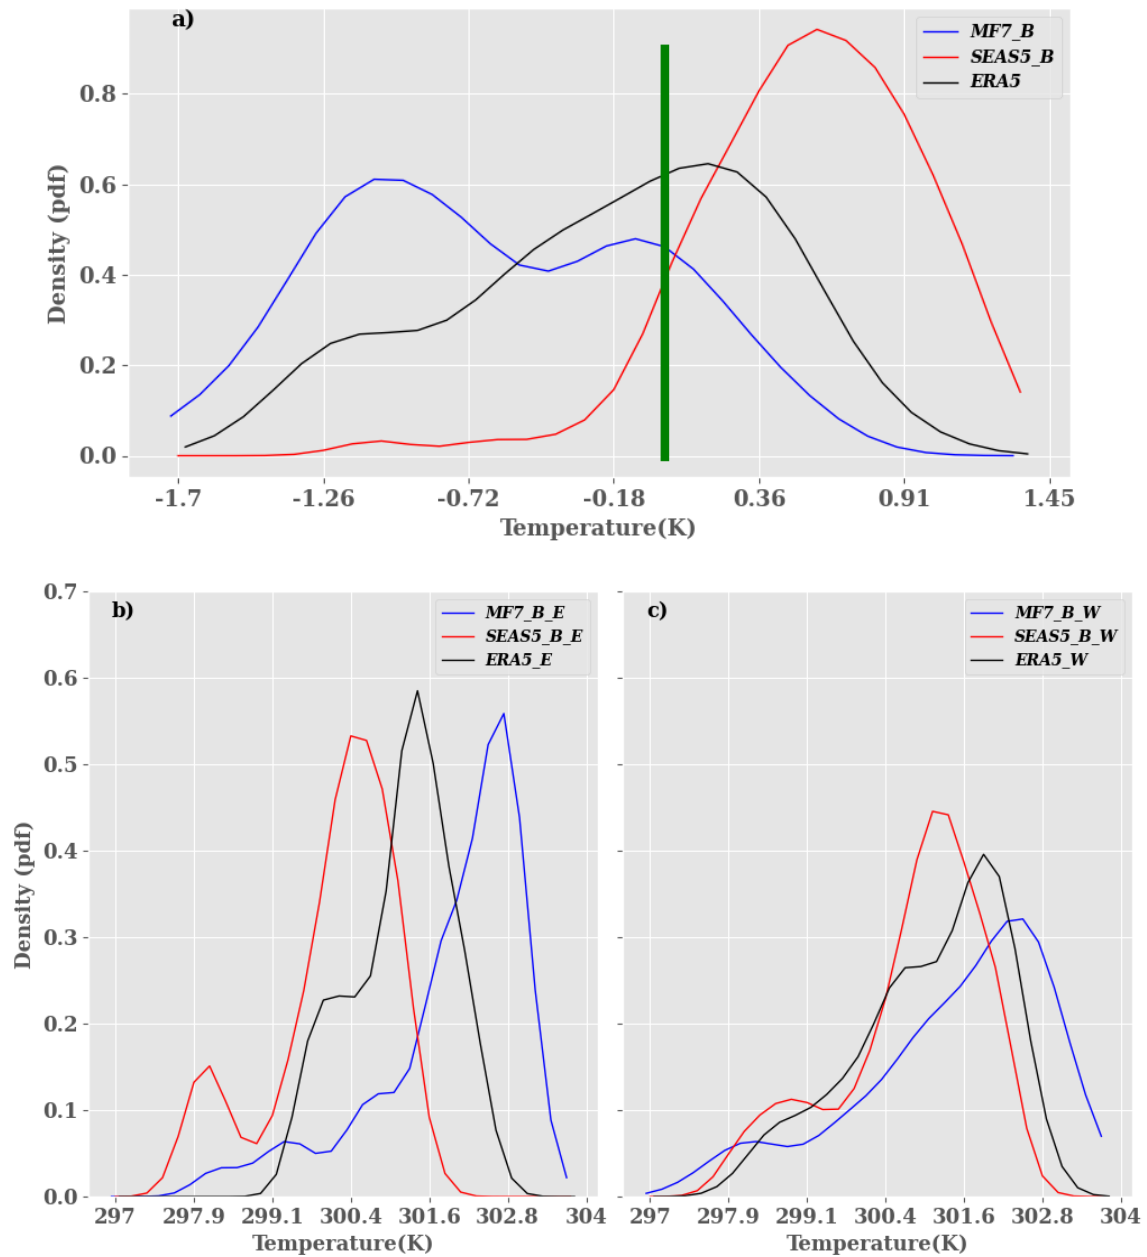 a)
MF7_B
SEAS5_B
ERA5
Density (pdf)
0.8
0.6
0.4
0.2
0.0
-1.7 -1.26 -0.72 -0.18 0.36 0.91 1.45
Temperature(K)
b)
MF7_B_E
SEAS5_B_E
ERA5_E
Density (pdf)
0.7
0.6
0.5
0.4
0.3
0.2
0.1
0.0
297 297.9 299.1 300.4 301.6 302.8 304
Temperature(K)
c)
MF7_B_W
SEAS5_B_W
ERA5_W
297 297.9 299.1 300.4 301.6 302.8 304
Temperature(K)